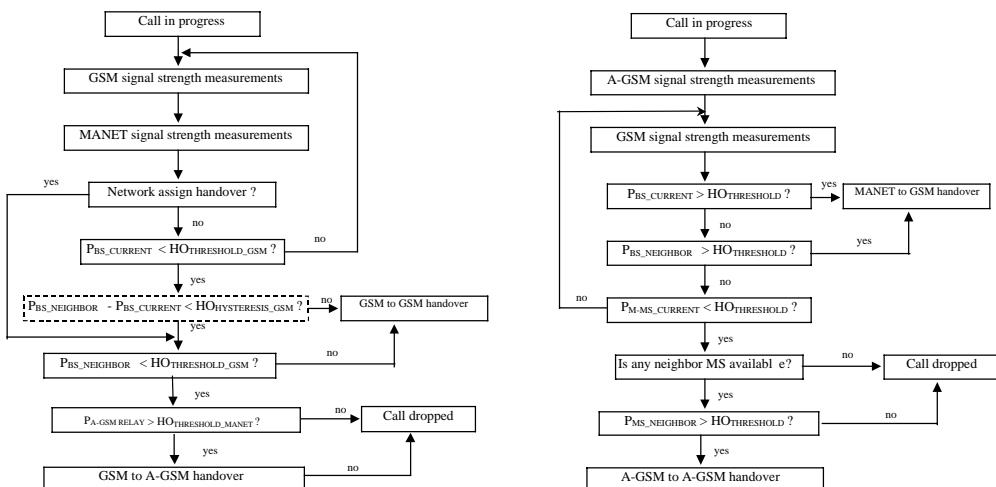 Call in progress
GSM signal strength measurements
MANET signal strength measurements
yes
Network assign handover ?
no
PBS_CURRENT < HOTHRESHOLD_GSM ?
no
yes
PBS_NEIGHBOR - PBS_CURRENT < HOHYSTERESIS_GSM ?
no
GSM to GSM handover
yes
PBS_NEIGHBOR < HOTHRESHOLD_GSM ?
no
yes
PA-GSM RELAY > HOTHRESHOLD_MANET ?
no
Call dropped
yes
GSM to A-GSM handover
no
Call in progress
A-GSM signal strength measurements
GSM signal strength measurements
PBS_CURRENT > HOTHRESHOLD ?
yes
MANET to GSM handover
no
PBS_NEIGHBOR > HOTHRESHOLD ?
yes
no
no
PM-MS_CURRENT < HOTHRESHOLD ?
yes
Is any neighbor MS availabl e?
no
Call dropped
yes
PMS_NEIGHBOR > HOTHRESHOLD ?
no
yes
A-GSM to A-GSM handover